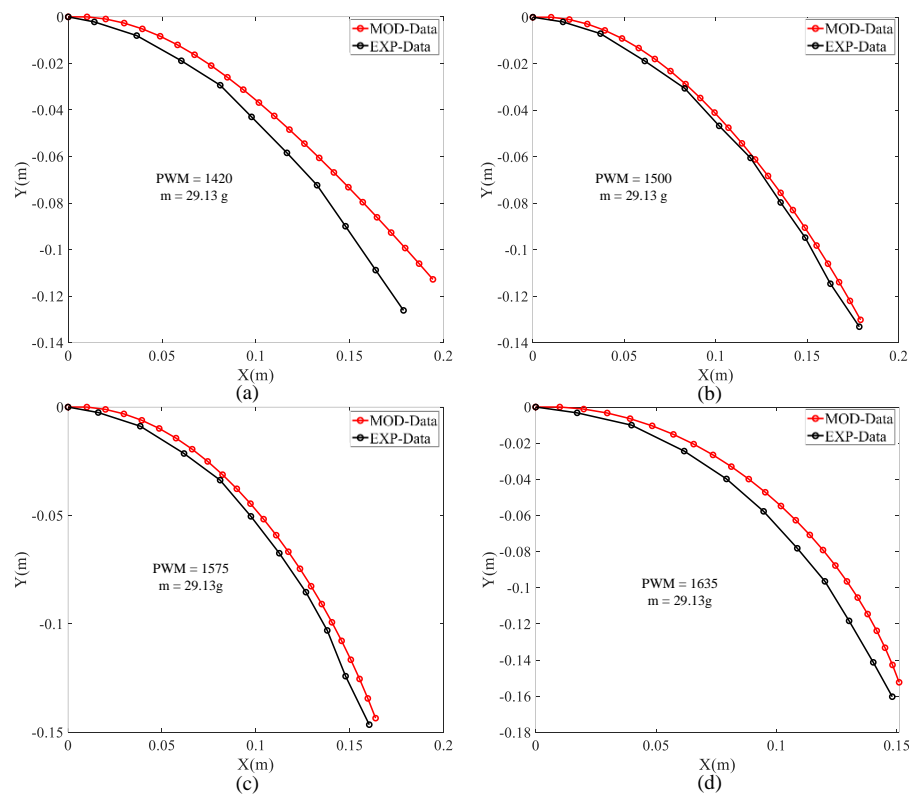 0
-0.02
-0.04
-0.06
-0.08
-0.1
-0.12
-0.14
Y(m)
MOD-Data
EXP-Data
PWM = 1420
m = 29.13 g
0
0.05
0.1
0.15
0.2
X(m)
(a)
0
-0.02
-0.04
-0.06
-0.08
-0.1
-0.12
-0.14
Y(m)
MOD-Data
EXP-Data
PWM = 1500
m = 29.13 g
0
0.05
0.1
0.15
0.2
X(m)
(b)
0
-0.05
-0.1
-0.15
Y(m)
MOD-Data
EXP-Data
PWM = 1575
m = 29.13g
0
0.05
0.1
0.15
0.2
X(m)
(c)
0
-0.02
-0.04
-0.06
-0.08
-0.1
-0.12
-0.14
-0.16
-0.18
Y(m)
MOD-Data
EXP-Data
PWM = 1635
m = 29.13g
0
0.05
0.1
0.15
X(m)
(d)